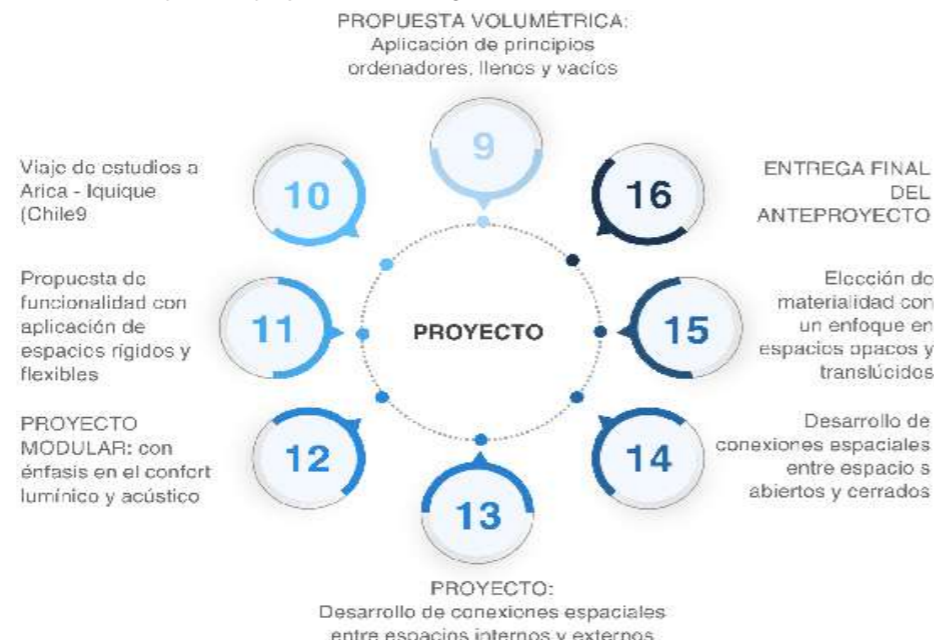 PROPUESTA VOLUMÉTRICA:
Aplicación de principios
ordenadores, llenos y vacíos
9
10
Viaje de estudios a
Arica - Iquique
(Chile9
11
Propuesta de
funcionalidad con
aplicación de
espacios rígidos y
flexibles
12
PROYECTO
MODULAR: con
énfasis en el confort
lumínico y acústico
13
PROYECTO:
Desarrollo de conexiones espaciales
entre espacios internos y externos
14
Desarrollo de
conexiones espaciales
entre espacio s
abiertos y cerrados
15
Elección de
materialidad con
un enfoque en
espacios opacos y
translúcidos
16
ENTREGA FINAL
DEL
ANTEPROYECTO
PROYECTO